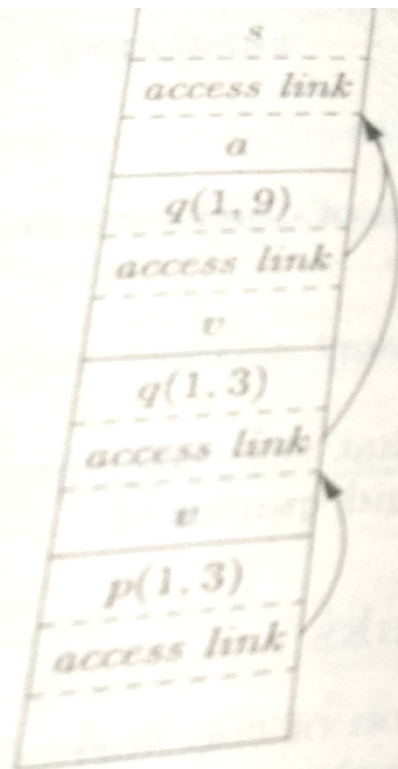 s
access link
a
q(1, 9)
access link
v
q(1, 3)
access link
v
p(1, 3)
access link